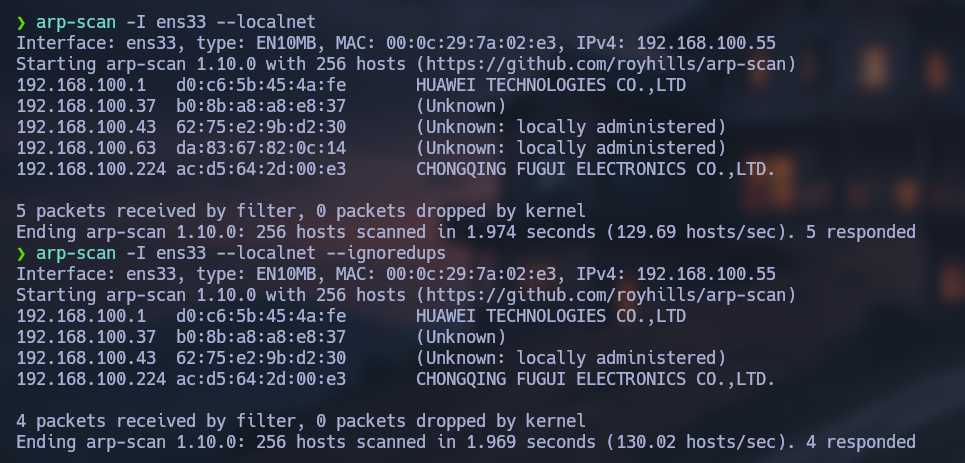 ❯ arp-scan -I ens33 --localnet
Interface: ens33, type: EN10MB, MAC: 00:0c:29:7a:02:e3, IPv4: 192.168.100.55
Starting arp-scan 1.10.0 with 256 hosts (https://github.com/royhills/arp-scan)
192.168.100.1   d0:c6:5b:45:4a:fe       HUAWEI TECHNOLOGIES CO.,LTD
192.168.100.37  b0:8b:a8:a8:e8:37       (Unknown)
192.168.100.43  62:75:e2:9b:d2:30       (Unknown: locally administered)
192.168.100.63  da:83:67:82:0c:14       (Unknown: locally administered)
192.168.100.224 ac:d5:64:2d:00:e3       CHONGQING FUGUI ELECTRONICS CO.,LTD.
5 packets received by filter, 0 packets dropped by kernel
Ending arp-scan 1.10.0: 256 hosts scanned in 1.974 seconds (129.69 hosts/sec). 5 responded
❯ arp-scan -I ens33 --localnet --ignoredups
Interface: ens33, type: EN10MB, MAC: 00:0c:29:7a:02:e3, IPv4: 192.168.100.55
Starting arp-scan 1.10.0 with 256 hosts (https://github.com/royhills/arp-scan)
192.168.100.1   d0:c6:5b:45:4a:fe       HUAWEI TECHNOLOGIES CO.,LTD
192.168.100.37  b0:8b:a8:a8:e8:37       (Unknown)
192.168.100.43  62:75:e2:9b:d2:30       (Unknown: locally administered)
192.168.100.224 ac:d5:64:2d:00:e3       CHONGQING FUGUI ELECTRONICS CO.,LTD.
4 packets received by filter, 0 packets dropped by kernel
Ending arp-scan 1.10.0: 256 hosts scanned in 1.969 seconds (130.02 hosts/sec). 4 responded